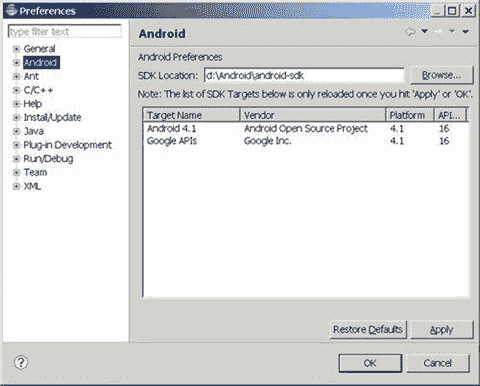 Preferences
type filter text
General
Android
Ant
C/C++
Help
Install/Update
Java
Plug-in Development
Run/Debug
Team
XML
Android
Android Preferences
SDK Location: d:\Android\android-sdk Browse...
Note: The list of SDK Targets below is only reloaded once you hit 'Apply' or 'OK'.
Target Name Vendor Platform API...
Android 4.1 Android Open Source Project 4.1 16
Google APIs Google Inc. 4.1 16
Restore Defaults Apply
? OK Cancel